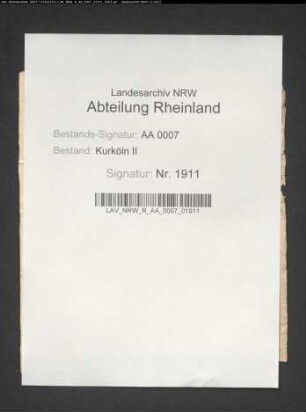 Landesarchiv NRW
Abteilung Rheinland
Bestands-Signatur: AA 0007
Bestand: Kurköln II
Signatur: Nr. 1911
LAV_NRW_R_AA_0007_01911